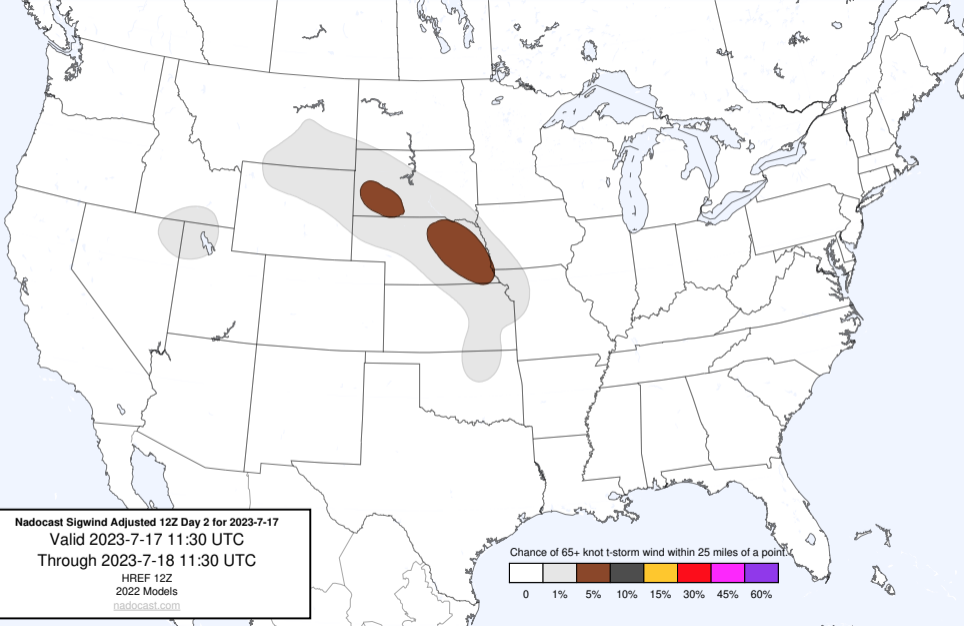 Nadocast Sigwind Adjusted 12Z Day 2 for 2023-7-17
Valid 2023-7-17 11:30 UTC
Through 2023-7-18 11:30 UTC
HREF 12Z
2022 Models
nadocast.com
Chance of 65+ knot t-storm wind within 25 miles of a point.
0 1% 5% 10% 15% 30% 45% 60%